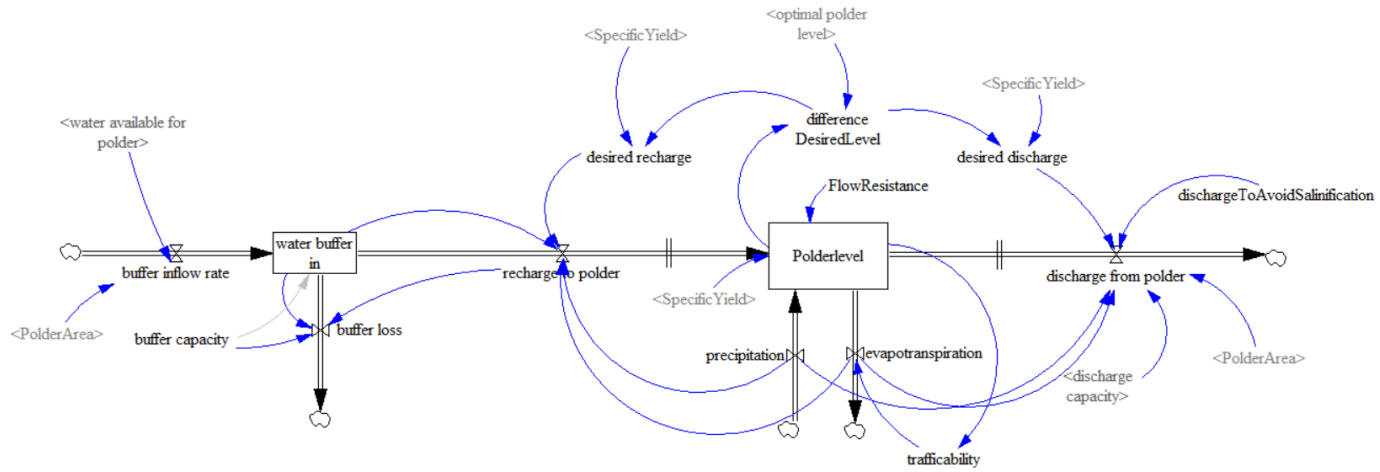 <optimal polder
level>
<SpecificYield>
<SpecificYield>
<water available for
polder>
difference
DesiredLevel
desired recharge
desired discharge
FlowResistance
dischargeToAvoidSalinification
water buffer
in
Polderlevel
buffer inflow rate
recharge to polder
discharge from polder
<SpecificYield>
<PolderArea>
buffer capacity
buffer loss
precipitation
evapotranspiration
<PolderArea>
<discharge
capacity>
trafficability